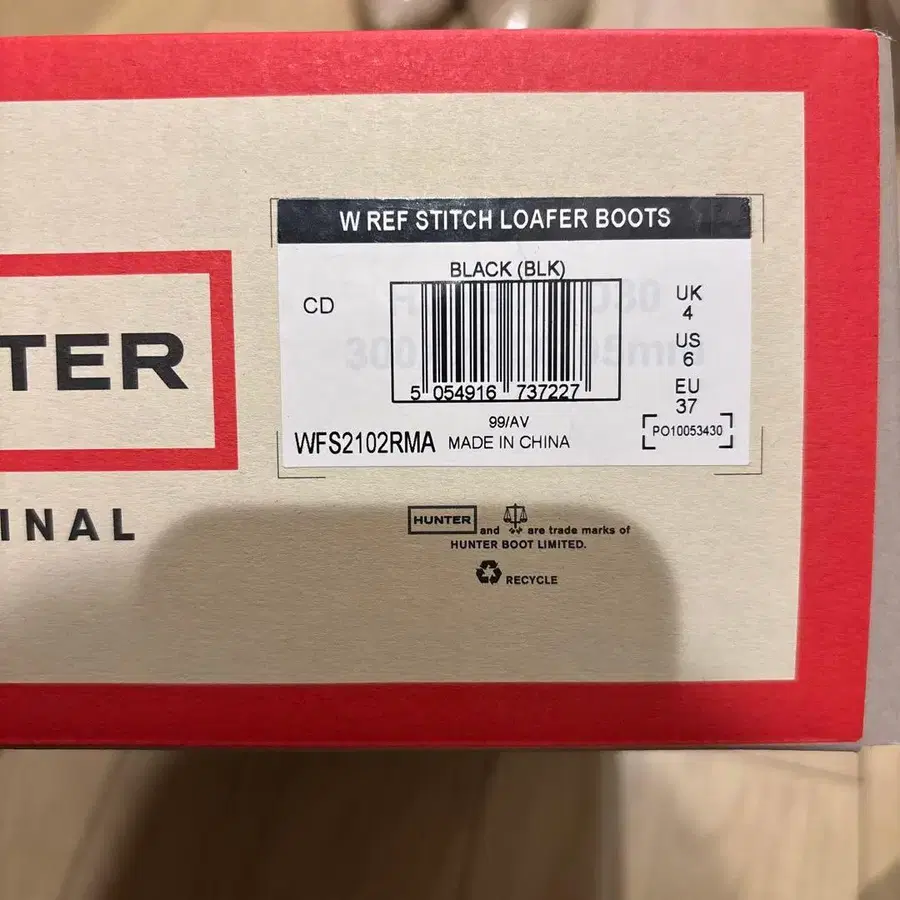 W REF STITCH LOAFER BOOTS
BLACK (BLK)
CD
UK
4
US
6
EU
37
5 054916 737227
99/AV
WFS2102RMA MADE IN CHINA
PO10053430
TER
INAL
HUNTER and are trade marks of
HUNTER BOOT LIMITED.
RECYCLE